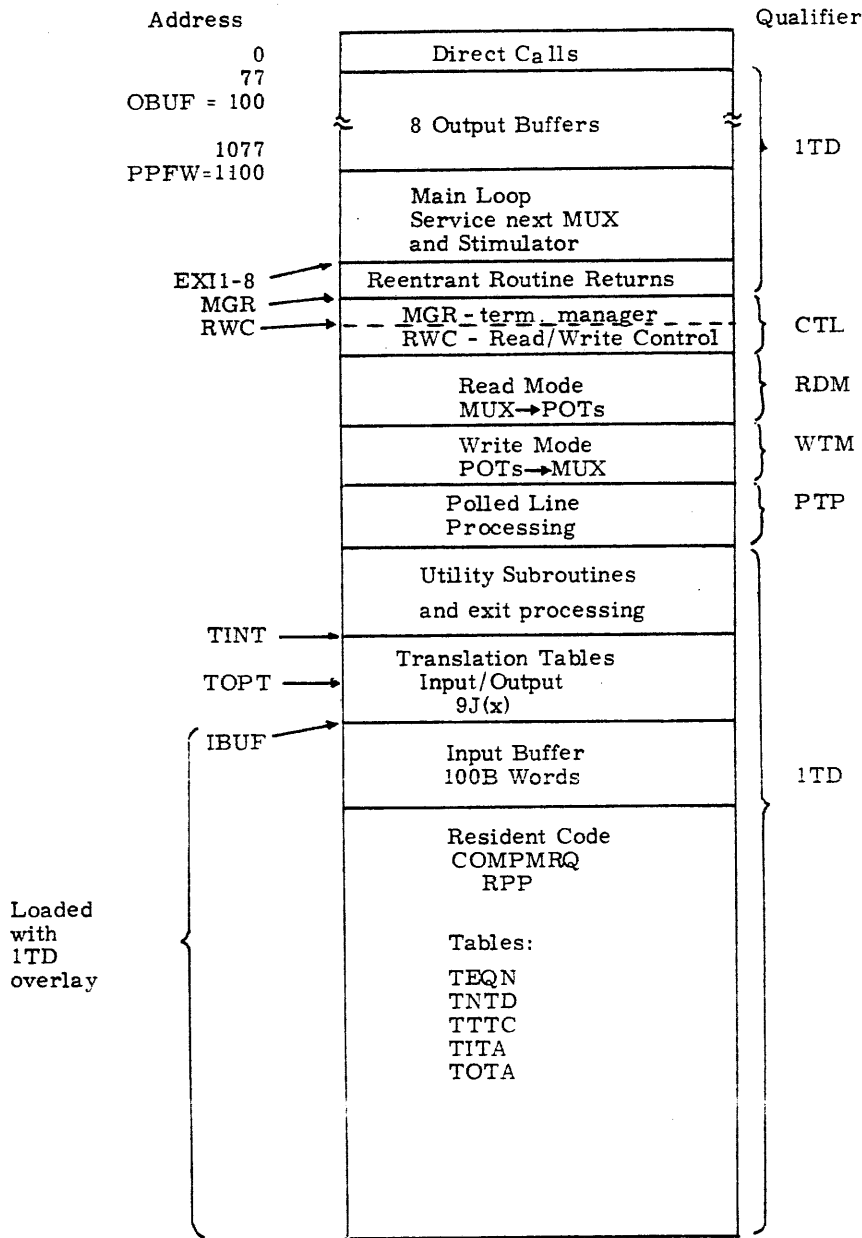 Address
Qualifier
0
Direct Calls
77
OBUF = 100
8 Output Buffers
1TD
1077
PPFW=1100
Main Loop
Service next MUX
and Stimulator
EXI1-8
Reentrant Routine Returns
MGR
MGR - term. manager
RWC
RWC - Read/Write Control
CTL
Read Mode
MUX→POTs
RDM
Write Mode
POTs→MUX
WTM
Polled Line
Processing
PTP
Utility Subroutines
and exit processing
TINT
Translation Tables
TOPT
Input/Output
9J(x)
IBUF
Input Buffer
100B Words
1TD
Resident Code
COMPMRQ
RPP
Loaded
with
1TD
overlay
Tables:
TEQN
TNTD
TTTC
TITA
TOTA